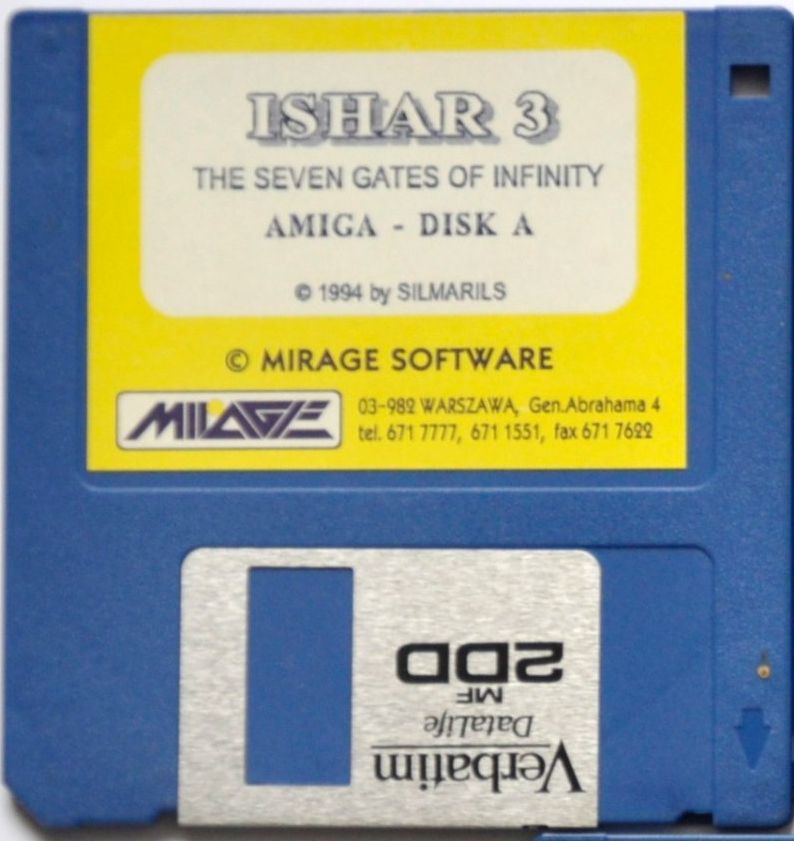 ISHAR 3
THE SEVEN GATES OF INFINITY
AMIGA - DISK A
© 1994 by SILMARILS
© MIRAGE SOFTWARE
MIRAGE
03-982 WARSZAWA, Gen.Abrahama 4
tel. 671 7777, 671 1551, fax 671 7622
Verbatim
DataLife
MF
2DD